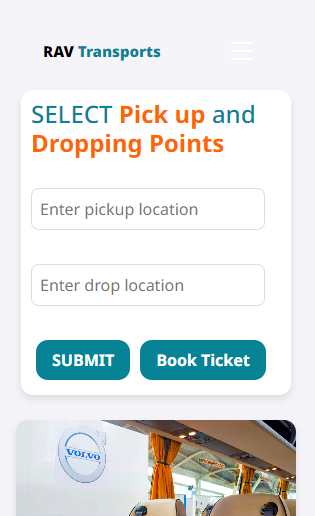 RAV Transports
SELECT Pick up and
Dropping Points
Enter pickup location
Enter drop location
SUBMIT Book Ticket
VOLVO